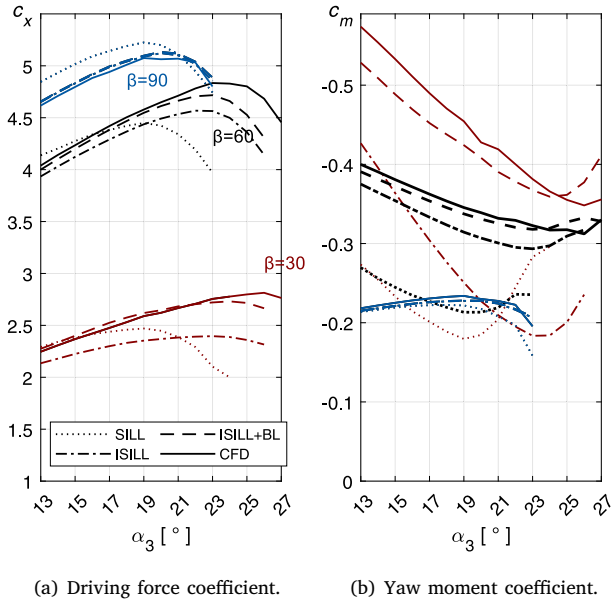 c_x
5.5
5
4.5
4
3.5
3
2.5
2
1.5
1
β=90
β=60
β=30
SILL
ISILL+BL
ISILL
CFD
13 15 17 19 21 23 25 27
α_3 [ ° ]
(a) Driving force coefficient.
c_m
-0.5
-0.4
-0.3
-0.2
-0.1
0
13 15 17 19 21 23 25 27
α_3 [ ° ]
(b) Yaw moment coefficient.